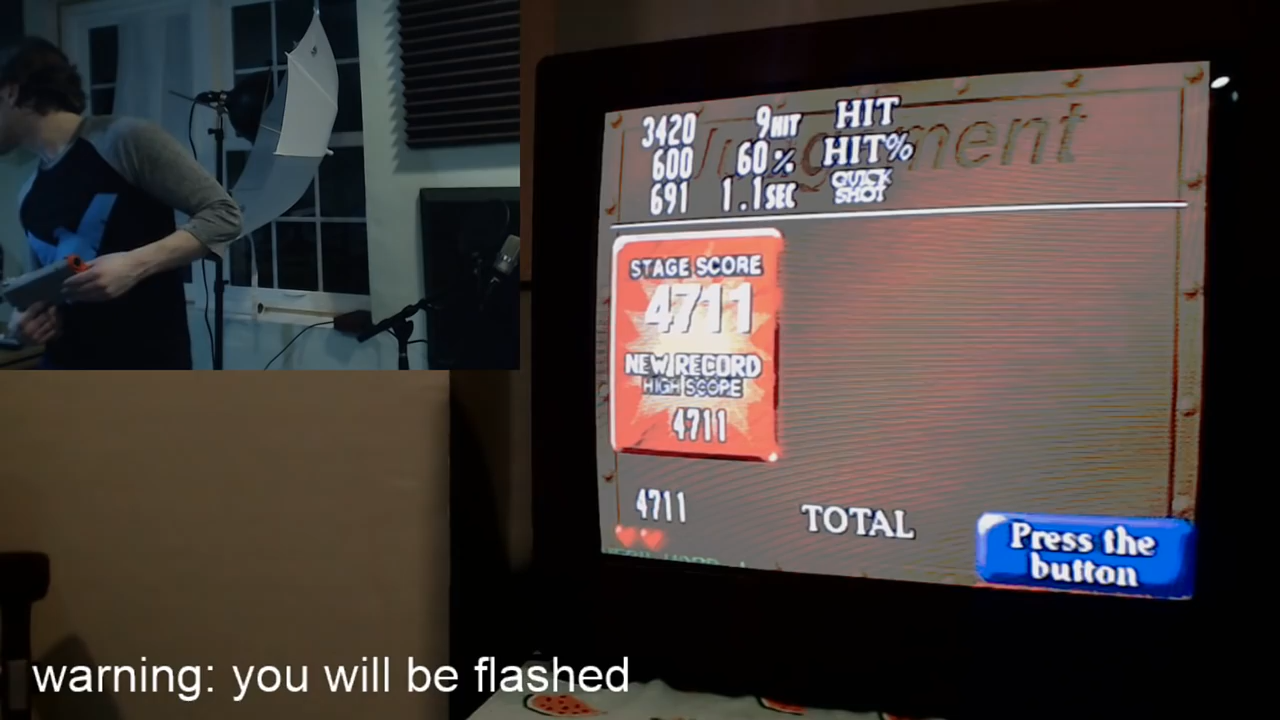 Judgment
3420 9HIT HIT
600 60% HIT%
691 1.1SEC QUICK SHOT
STAGE SCORE
4711
NEW RECORD
HIGH SCORE
4711
4711 TOTAL
Press the
button
warning: you will be flashed